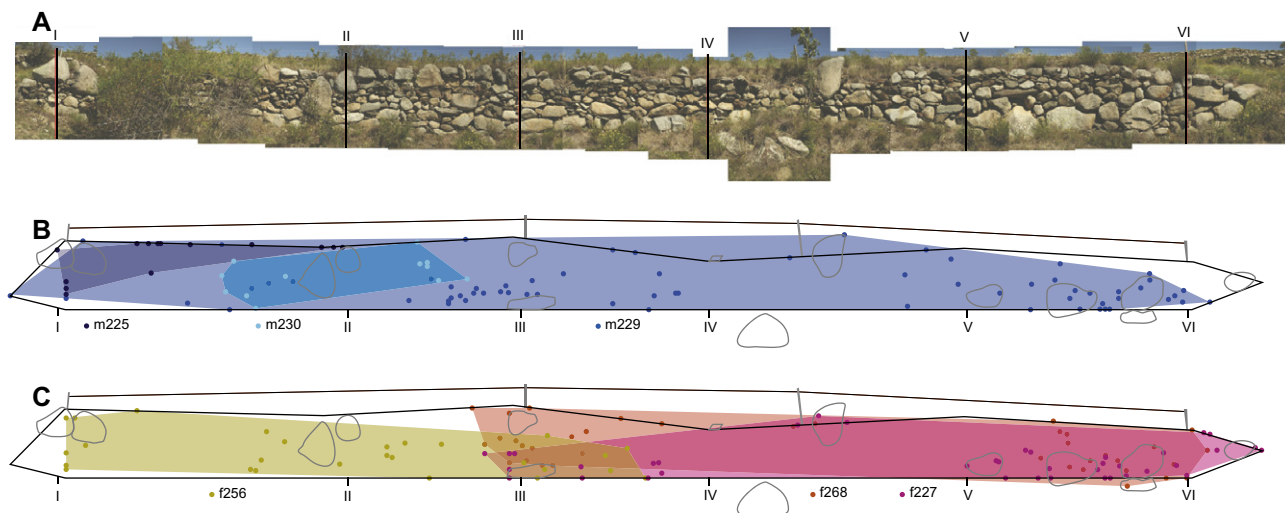 A
I II III IV V VI
B
I II III IV V VI
m225 m230 m229
C
I II III IV V VI
f256 f268 f227